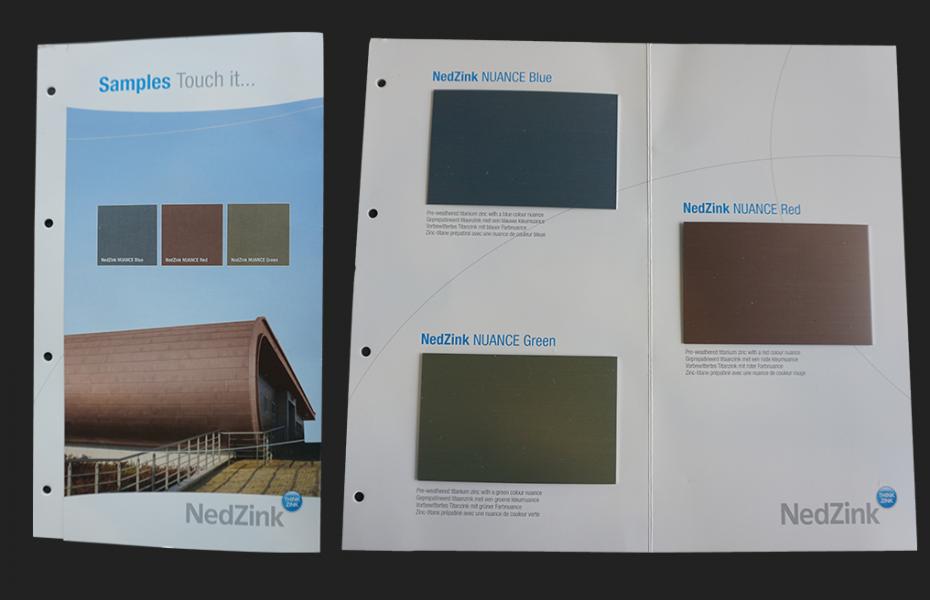 Samples Touch it...
NedZink NUANCE Blue
NedZink NUANCE Red
NedZink NUANCE Green
THINK
ZINK
NedZink
NedZink NUANCE Blue
Pre-weathered titanium zinc with a blue colour nuance
Geprepatineerd titaanzink met een blauwe kleurnuance
Vorbewittertes Titanzink mit blauer Farbnuance
Zinc-titane prépatiné avec une nuance de couleur bleue
NedZink NUANCE Green
Pre-weathered titanium zinc with a green colour nuance
Geprepatineerd titaanzink met een groene kleurnuance
Vorbewittertes Titanzink mit grüner Farbnuance
Zinc-titane prépatiné avec une nuance de couleur verte
NedZink NUANCE Red
Pre-weathered titanium zinc with a red colour nuance
Geprepatineerd titaanzink met een rode kleurnuance
Vorbewittertes Titanzink mit roter Farbnuance
Zinc-titane prépatiné avec une nuance de couleur rouge
THINK
ZINK
NedZink